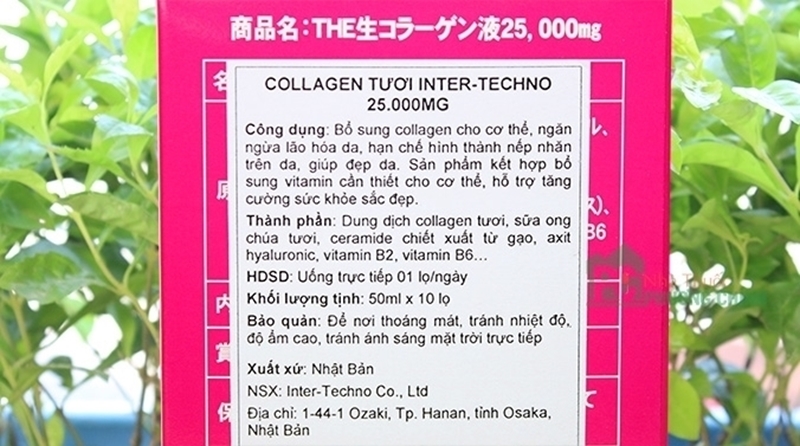 商品名:THE生コラーゲン液25,000mg
COLLAGEN TƯƠI INTER-TECHNO
25.000MG
Công dụng: Bổ sung collagen cho cơ thể, ngăn
ngừa lão hóa da, hạn chế hình thành nếp nhăn
trên da, giúp đẹp da. Sản phẩm kết hợp bổ
sung vitamin cần thiết cho cơ thể, hỗ trợ tăng
cường sức khỏe sắc đẹp.
Thành phần: Dung dịch collagen tươi, sữa ong
chúa tươi, ceramide chiết xuất từ gạo, axit
hyaluronic, vitamin B2, vitamin B6...
HDSD: Uống trực tiếp 01 lọ/ngày
Khối lượng tịnh: 50ml x 10 lọ
Bảo quản: Để nơi thoáng mát, tránh nhiệt độ,
độ ẩm cao, tránh ánh sáng mặt trời trực tiếp
Xuất xứ: Nhật Bản
NSX: Inter-Techno Co., Ltd
Địa chỉ: 1-44-1 Ozaki, Tp. Hanan, tỉnh Osaka,
Nhật Bản
名
原
B6
内
賞
保